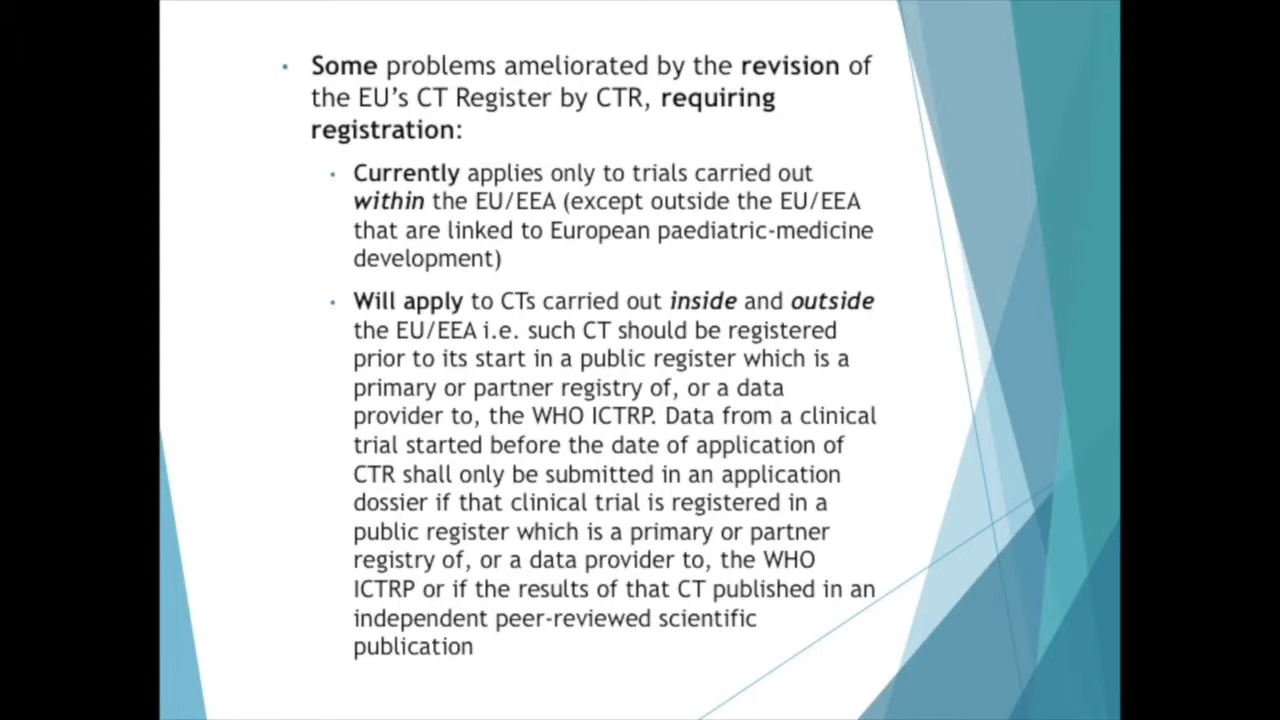 • Some problems ameliorated by the revision of
the EU’s CT Register by CTR, requiring
registration:
• Currently applies only to trials carried out
within the EU/EEA (except outside the EU/EEA
that are linked to European paediatric-medicine
development)
• Will apply to CTs carried out inside and outside
the EU/EEA i.e. such CT should be registered
prior to its start in a public register which is a
primary or partner registry of, or a data
provider to, the WHO ICTRP. Data from a clinical
trial started before the date of application of
CTR shall only be submitted in an application
dossier if that clinical trial is registered in a
public register which is a primary or partner
registry of, or a data provider to, the WHO
ICTRP or if the results of that CT published in an
independent peer-reviewed scientific
publication